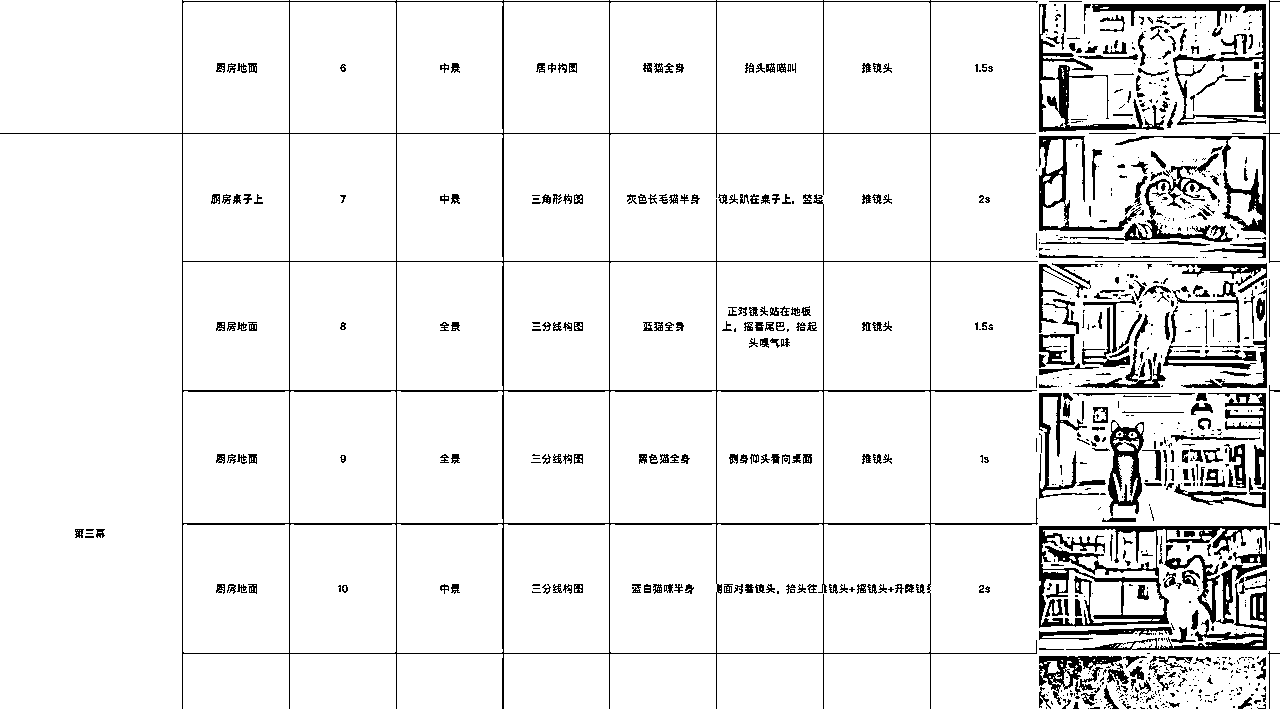 厨房地面 6 中景 居中构图 橘猫全身 抬头喵喵叫 推镜头 1.5s
厨房桌子上 7 中景 三角形构图 灰色长毛猫半身 镜头趴在桌子上，竖起 推镜头 2s
厨房地面 8 全景 三分线构图 蓝猫全身 正对镜头站在地板
上，摇着尾巴，抬起
头嗅气味 推镜头 1.5s
厨房地面 9 全景 三分线构图 黑色猫全身 侧身仰头看向桌面 推镜头 1s
第三幕
厨房地面 10 中景 三分线构图 蓝白猫咪半身 面对着镜头，抬头往 镜头+摇镜头+升降镜 2s